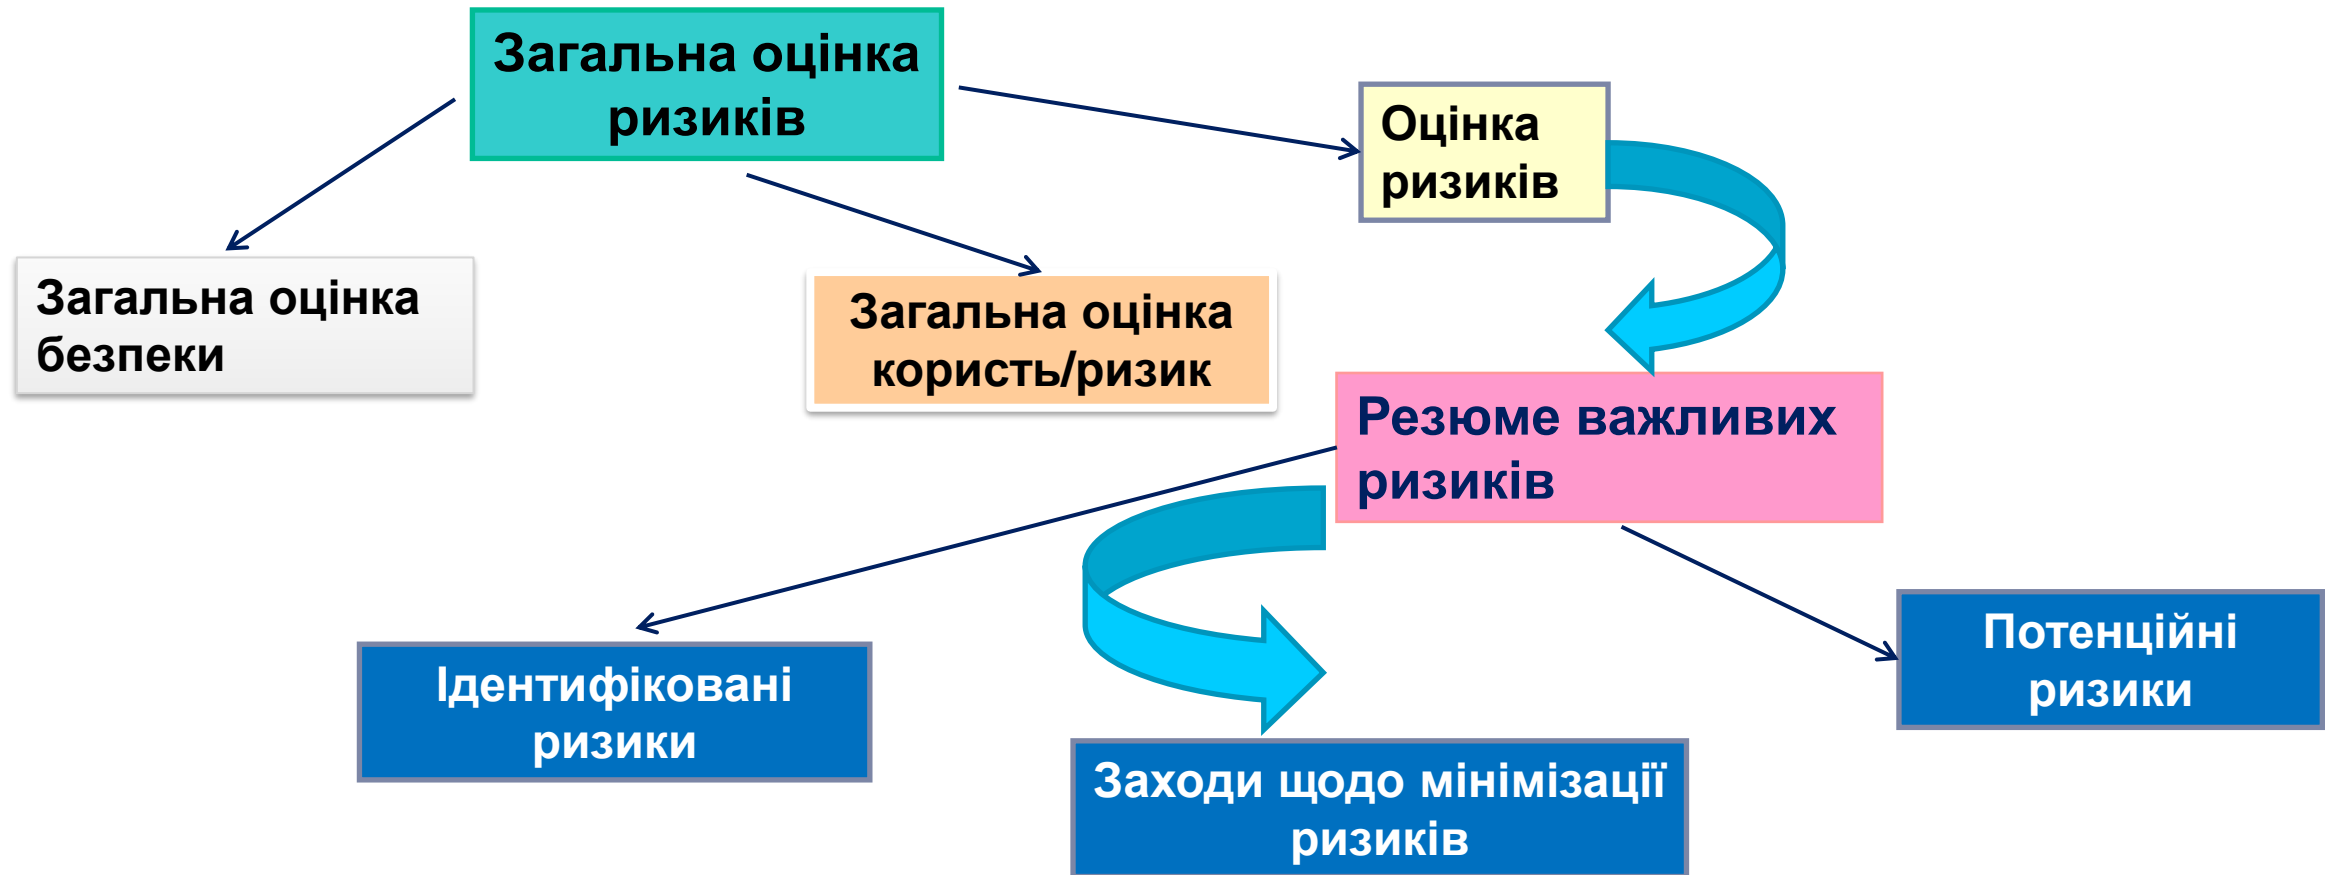 Загальна оцінка
ризиків
Оцінка
ризиків
Загальна оцінка
безпеки
Загальна оцінка
користь/ризик
Резюме важливих
ризиків
Ідентифіковані
ризики
Потенційні
ризики
Заходи щодо мінімізації
ризиків